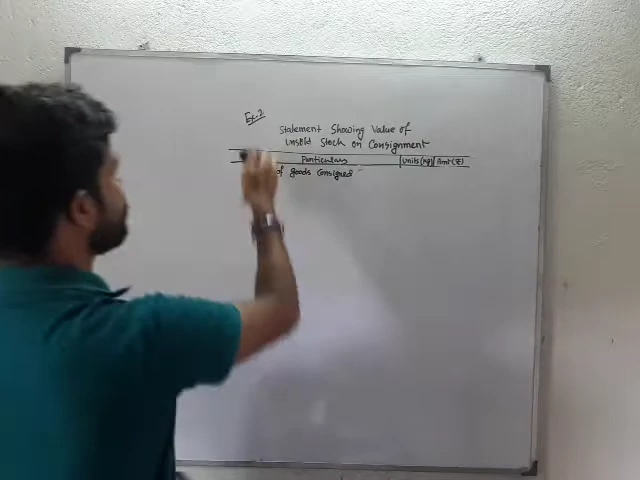 Ex-2
Statement Showing Value of
Unsold Stock on Consignment
Particulars Units (kg) Amt (₹)
of goods Consigned